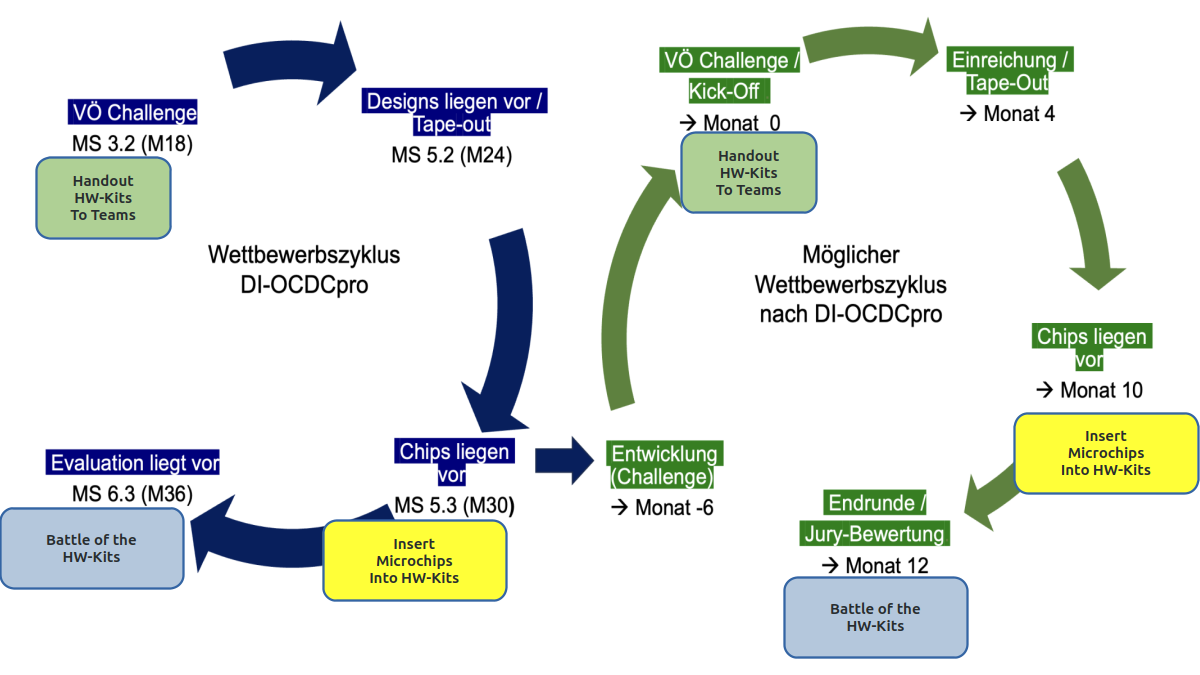 VÖ Challenge
MS 3.2 (M18)
Handout
HW-Kits
To Teams
Designs liegen vor /
Tape-out
MS 5.2 (M24)
Wettbewerbszyklus
DI-OCDCpro
Chips liegen
vor
MS 5.3 (M30)
Insert
Microchips
Into HW-Kits
Evaluation liegt vor
MS 6.3 (M36)
Battle of the
HW-Kits
Entwicklung
(Challenge)
→ Monat -6
VÖ Challenge /
Kick-Off
→ Monat 0
Handout
HW-Kits
To Teams
Einreichung /
Tape-Out
→ Monat 4
Möglicher
Wettbewerbszyklus
nach DI-OCDCpro
Chips liegen
vor
→ Monat 10
Insert
Microchips
Into HW-Kits
Endrunde /
Jury-Bewertung
→ Monat 12
Battle of the
HW-Kits